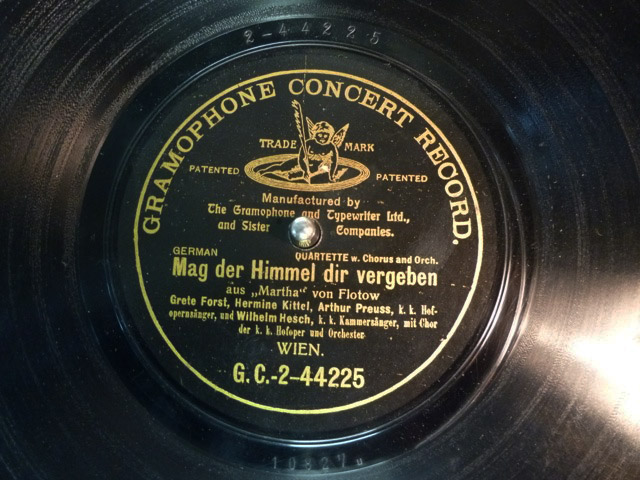 2-44225
GRAMOPHONE CONCERT RECORD.
TRADE MARK
PATENTED PATENTED
Manufactured by
The Gramophone and Typewriter Ltd.,
and Sister Companies.
GERMAN QUARTETTE w. Chorus and Orch.
Mag der Himmel dir vergeben
aus „Martha“ von Flotow
Grete Forst, Hermine Kittel, Arthur Preuss, k. k. Hof-
opernsänger, und Wilhelm Hesch, k. k. Kammersänger, mit Chor
der k. k. Hofoper und Orchester.
WIEN.
G. C.-2-44225